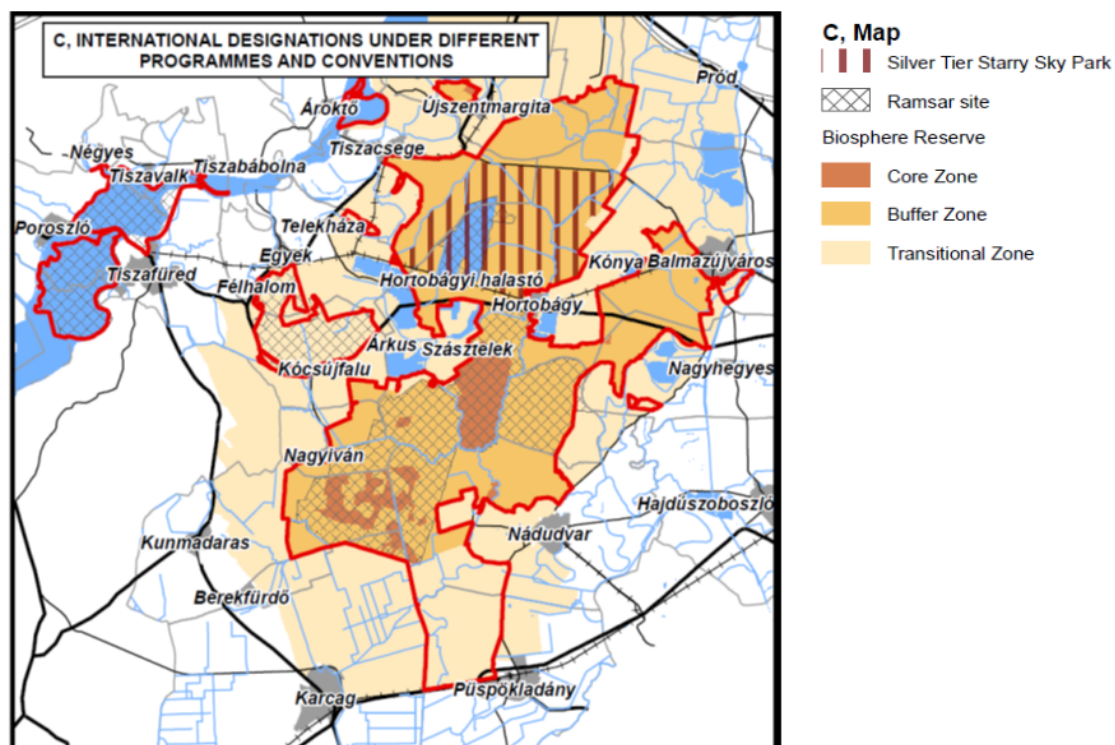 C, INTERNATIONAL DESIGNATIONS UNDER DIFFERENT
PROGRAMMES AND CONVENTIONS
Pród
Ároktő
Újszentmargita
Tiszacsege
Négyes
Tiszavalk
Tiszabábolna
Poroszló
Telekháza
Egyek
Tiszafüred
Félhalom
Hortobágyi.halastó
Kónya
Balmazújváros
Hortobágy
Árkus
Szásztelek
Kócsújfalu
Nagyhegyes
Nagyiván
Hajdúszoboszló
Nádudvar
Kunmadaras
Berekfürdő
Karcag
Püspökladány
C, Map
Silver Tier Starry Sky Park
Ramsar site
Biosphere Reserve
Core Zone
Buffer Zone
Transitional Zone